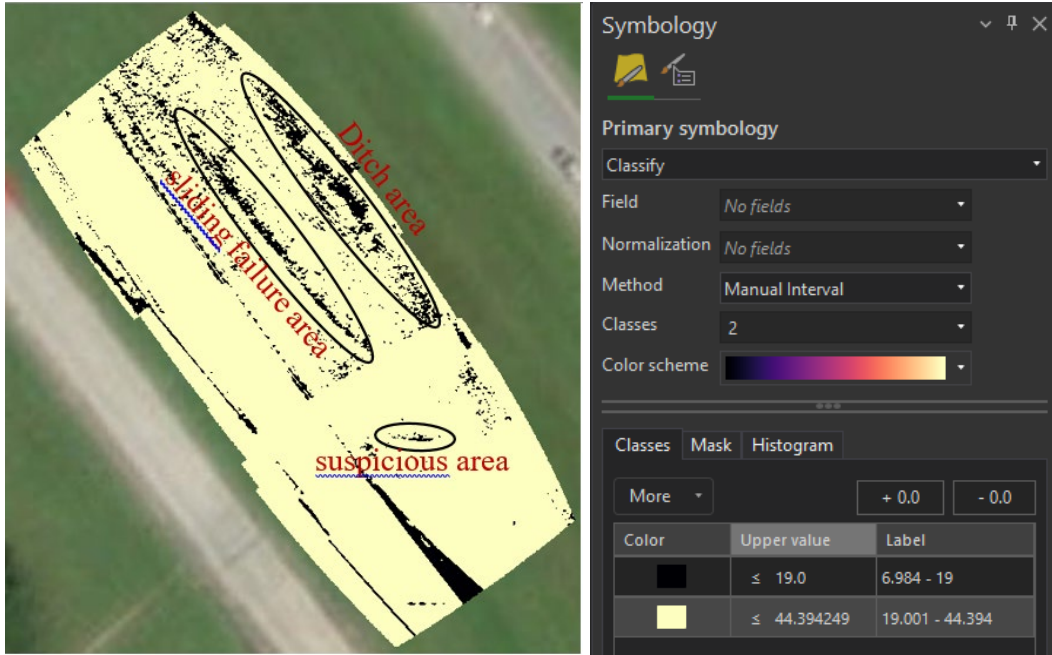 Ditch area
sliding failure area
suspicious area
Symbology
Primary symbology
Classify
Field No fields
Normalization No fields
Method Manual Interval
Classes 2
Color scheme
Classes Mask Histogram
More + 0.0 - 0.0
Color Upper value Label
≤ 19.0 6.984 - 19
≤ 44.394249 19.001 - 44.394